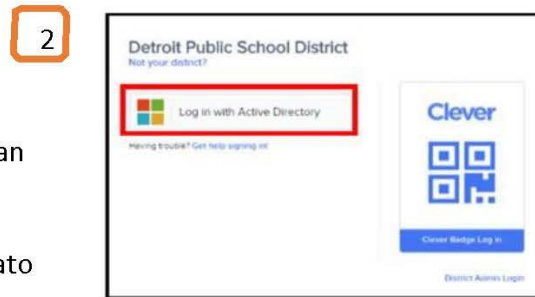 2
Detroit Public School District
Not your district?
Log in with Active Directory
Having trouble? Get help signing in!
Clever
Clever Badge Log in
District Admin Login
an
ato